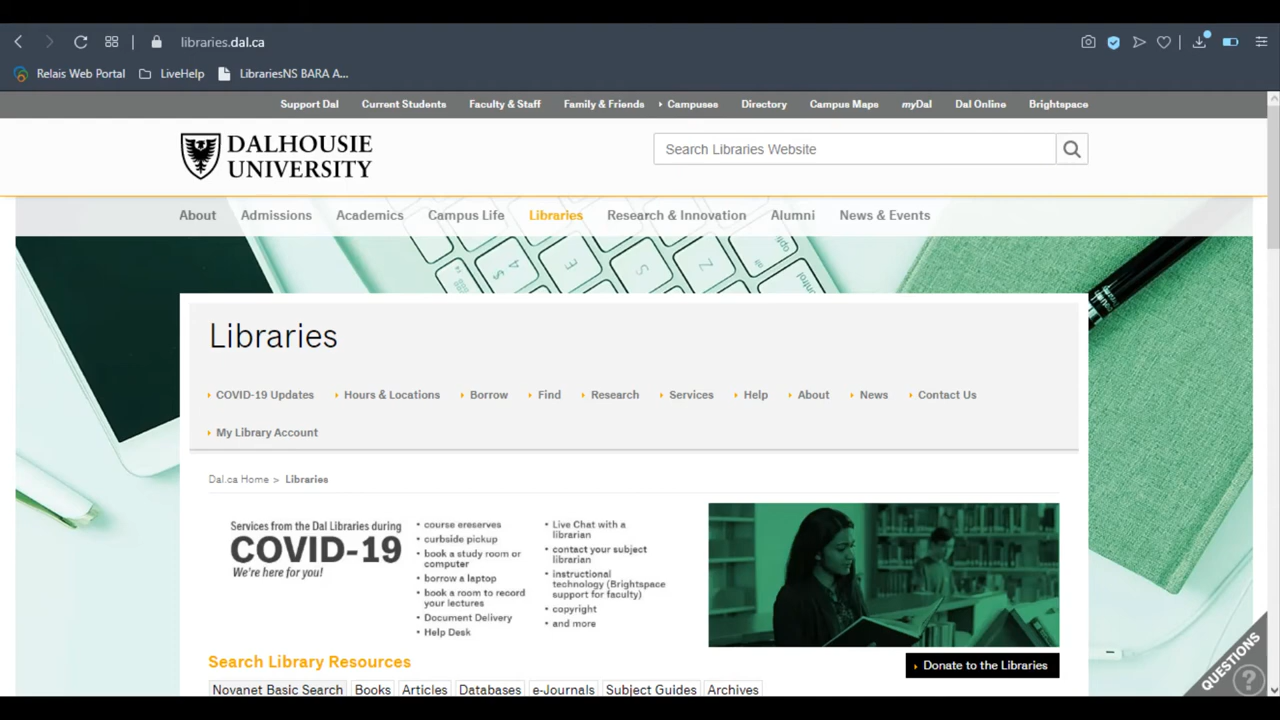 libraries.dal.ca
Relais Web Portal LiveHelp LibrariesNS BARA A...
Support Dal Current Students Faculty & Staff Family & Friends Campuses Directory Campus Maps myDal Dal Online Brightspace
DALHOUSIE
UNIVERSITY
Search Libraries Website
About Admissions Academics Campus Life Libraries Research & Innovation Alumni News & Events
Libraries
COVID-19 Updates Hours & Locations Borrow Find Research Services Help About News Contact Us
My Library Account
Dal.ca Home > Libraries
Services from the Dal Libraries during
COVID-19
We're here for you!
• course ereserves
• curbside pickup
• book a study room or
computer
• borrow a laptop
• book a room to record
your lectures
• Document Delivery
• Help Desk
• Live Chat with a
librarian
• contact your subject
librarian
• instructional
technology (Brightspace
support for faculty)
• copyright
• and more
Search Library Resources
Donate to the Libraries
Novanet Basic Search Books Articles Databases e-Journals Subject Guides Archives
QUESTIONS
?